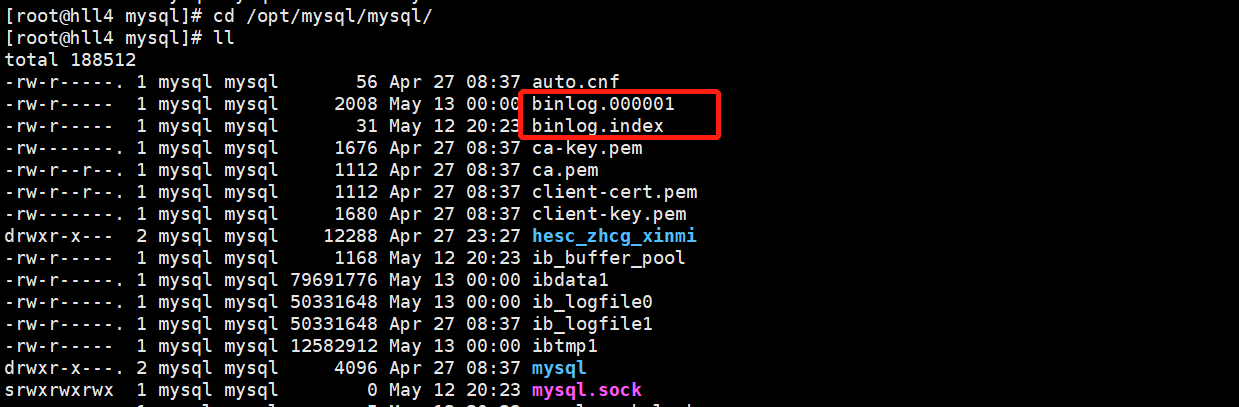 [root@hll4 mysql]# cd /opt/mysql/mysql/
[root@hll4 mysql]# ll
total 188512
-rw-r-----. 1 mysql mysql       56 Apr 27 08:37 auto.cnf
-rw-r----- 1 mysql mysql     2008 May 13 00:00 binlog.000001
-rw-r----- 1 mysql mysql       31 May 12 20:23 binlog.index
-rw-------. 1 mysql mysql     1676 Apr 27 08:37 ca-key.pem
-rw-r--r--. 1 mysql mysql     1112 Apr 27 08:37 ca.pem
-rw-r--r--. 1 mysql mysql     1112 Apr 27 08:37 client-cert.pem
-rw-------. 1 mysql mysql     1680 Apr 27 08:37 client-key.pem
drwxr-x--- 2 mysql mysql    12288 Apr 27 23:27 hesc_zhcg_xinmi
-rw-r----- 1 mysql mysql     1168 May 12 20:23 ib_buffer_pool
-rw-r-----. 1 mysql mysql 79691776 May 13 00:00 ibdata1
-rw-r-----. 1 mysql mysql 50331648 May 13 00:00 ib_logfile0
-rw-r-----. 1 mysql mysql 50331648 Apr 27 08:37 ib_logfile1
-rw-r----- 1 mysql mysql 12582912 May 13 00:00 ibtmp1
drwxr-x---. 2 mysql mysql     4096 Apr 27 08:37 mysql
srwxrwxrwx 1 mysql mysql        0 May 12 20:23 mysql.sock